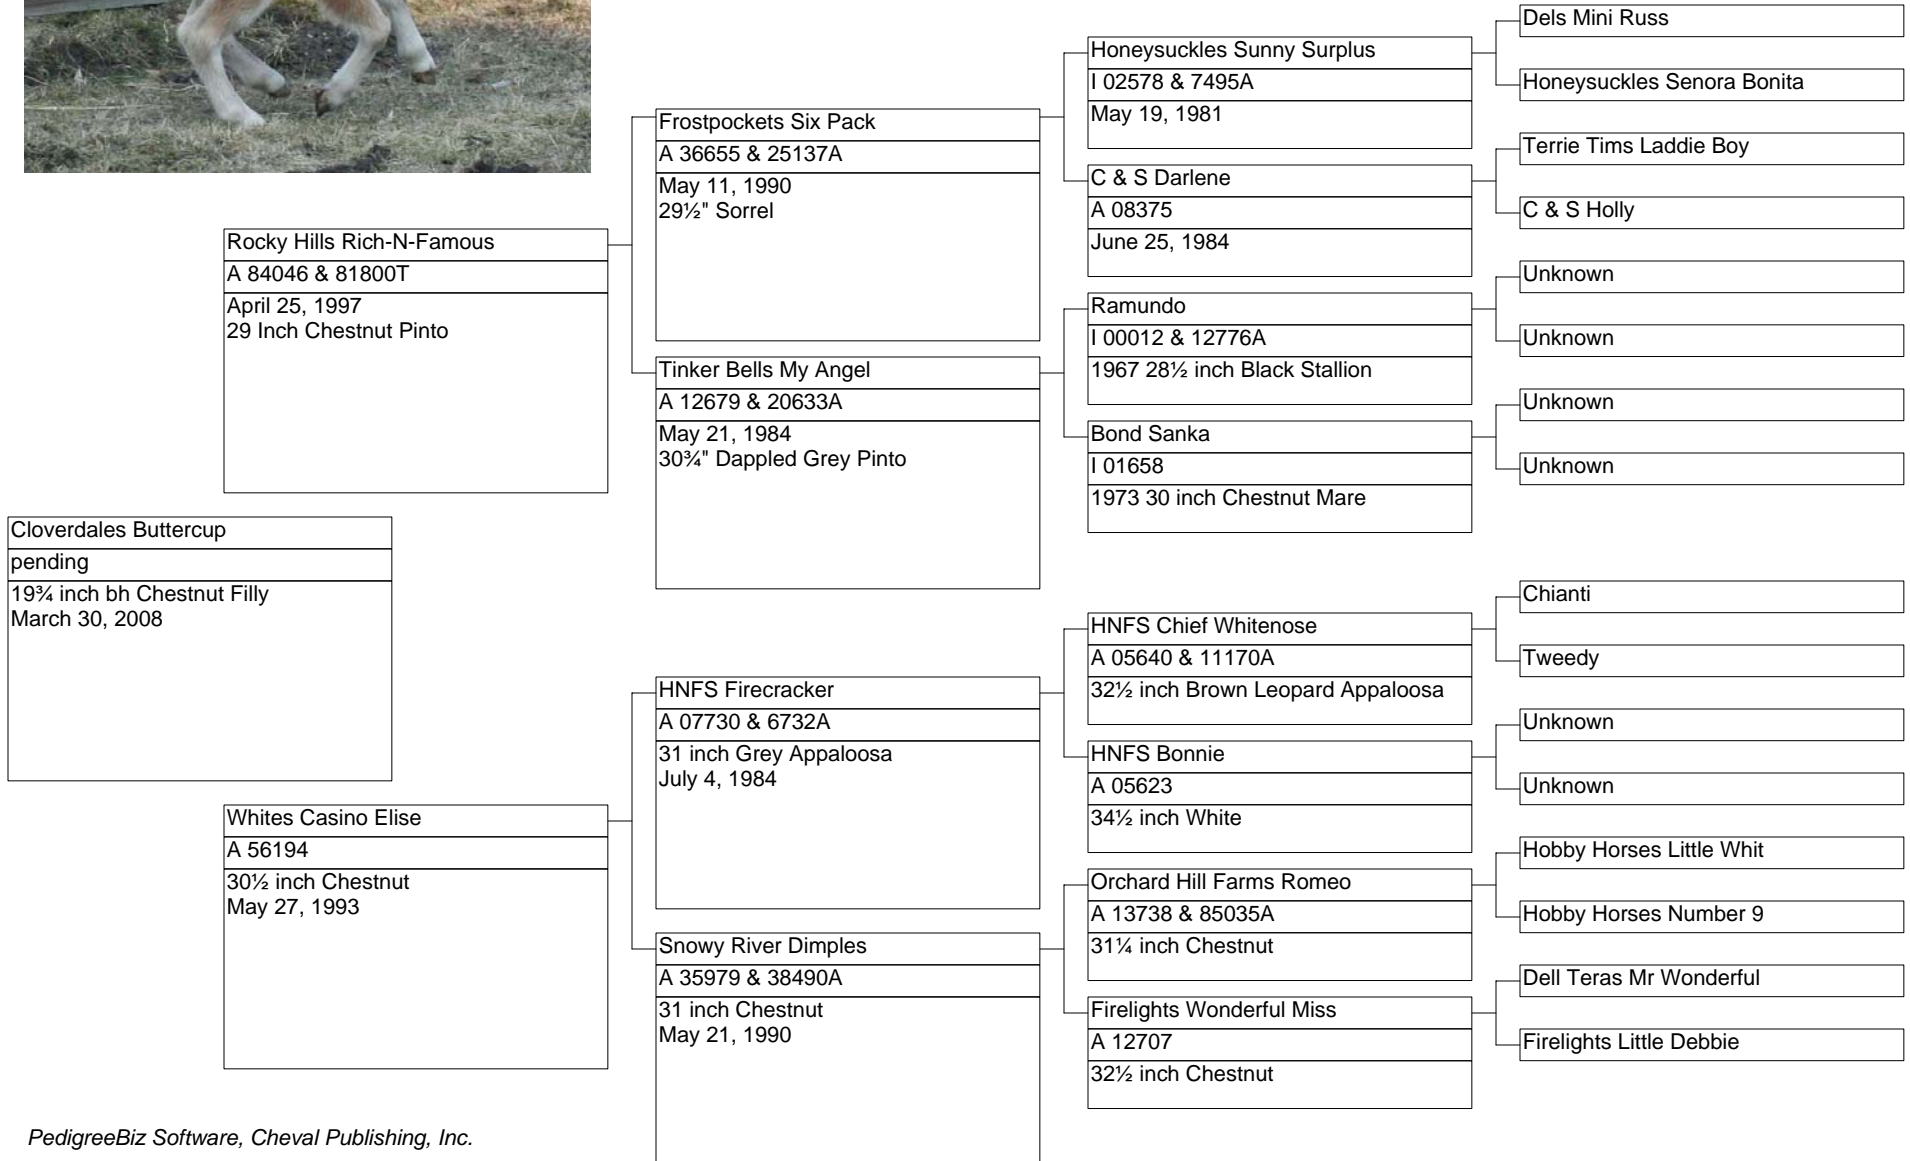 Cloverdales Buttercup
pending
19¾ inch bh Chestnut Filly
March 30, 2008
Rocky Hills Rich-N-Famous
A 84046 & 81800T
April 25, 1997
29 Inch Chestnut Pinto
Whites Casino Elise
A 56194
30½ inch Chestnut
May 27, 1993
Frostpockets Six Pack
A 36655 & 25137A
May 11, 1990
29½" Sorrel
Tinker Bells My Angel
A 12679 & 20633A
May 21, 1984
30¾" Dappled Grey Pinto
HNFS Firecracker
A 07730 & 6732A
31 inch Grey Appaloosa
July 4, 1984
Snowy River Dimples
A 35979 & 38490A
31 inch Chestnut
May 21, 1990
Honeysuckles Sunny Surplus
I 02578 & 7495A
May 19, 1981
C & S Darlene
A 08375
June 25, 1984
Ramundo
I 00012 & 12776A
1967 28½ inch Black Stallion
Bond Sanka
I 01658
1973 30 inch Chestnut Mare
HNFS Chief Whitenose
A 05640 & 11170A
32½ inch Brown Leopard Appaloosa
HNFS Bonnie
A 05623
34½ inch White
Orchard Hill Farms Romeo
A 13738 & 85035A
31¼ inch Chestnut
Firelights Wonderful Miss
A 12707
32½ inch Chestnut
Dels Mini Russ
Honeysuckles Senora Bonita
Terrie Tims Laddie Boy
C & S Holly
Unknown
Unknown
Unknown
Unknown
Chianti
Tweedy
Unknown
Unknown
Hobby Horses Little Whit
Hobby Horses Number 9
Dell Teras Mr Wonderful
Firelights Little Debbie
PedigreeBiz Software, Cheval Publishing, Inc.